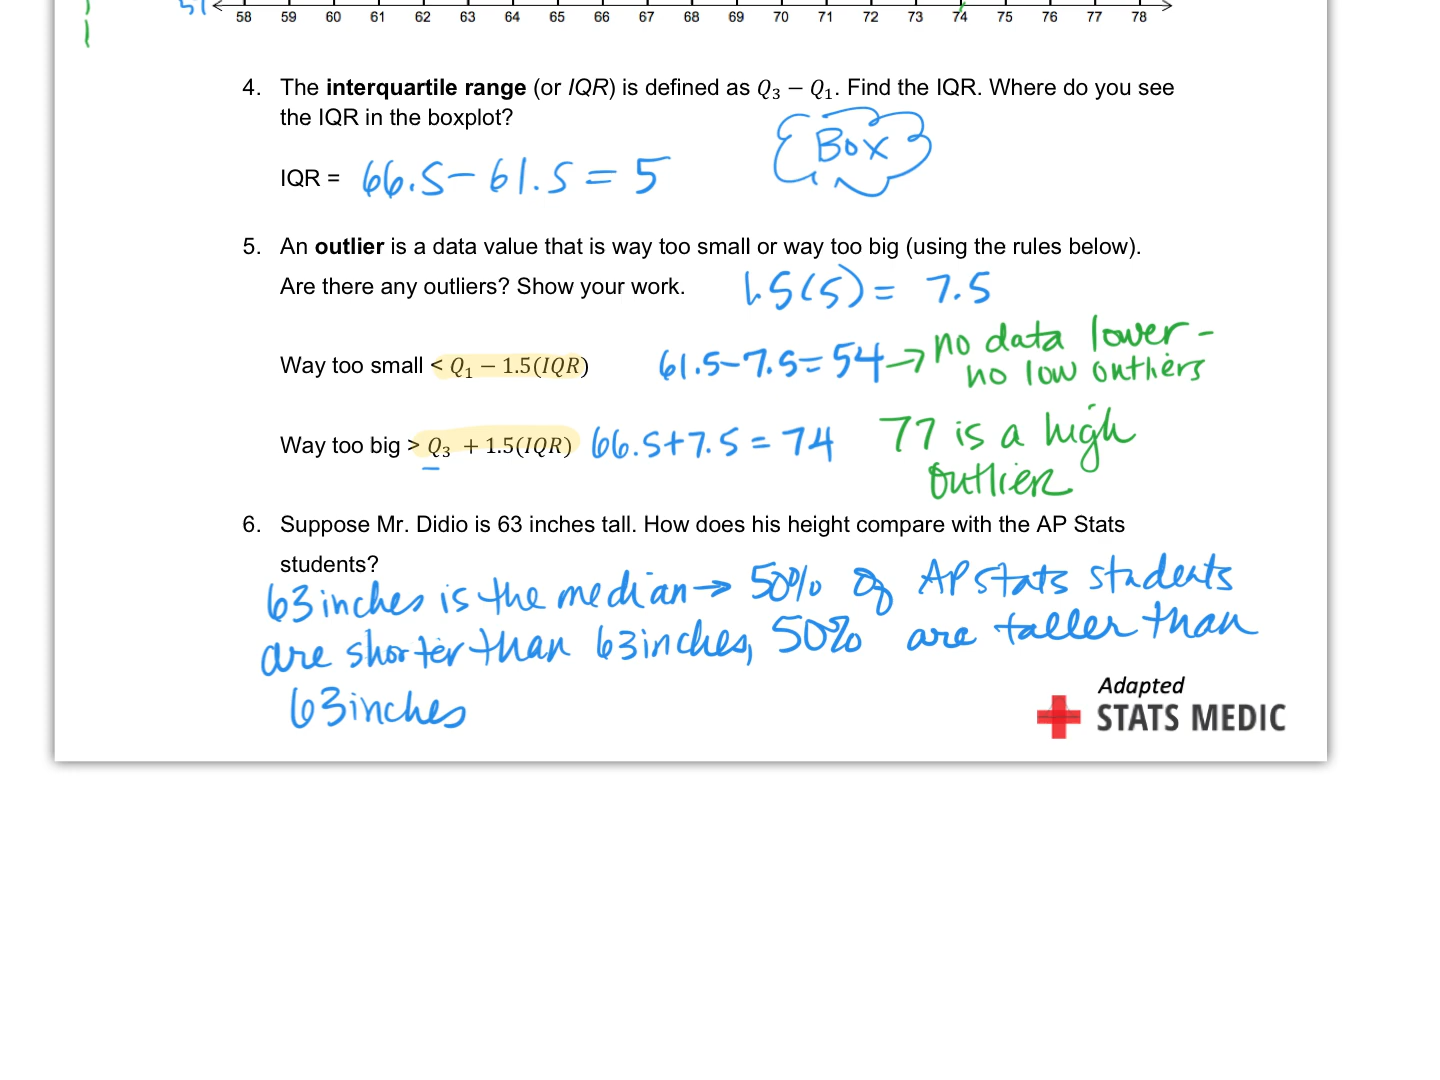 58 59 60 61 62 63 64 65 66 67 68 69 70 71 72 73 74 75 76 77 78
4. The interquartile range (or IQR) is defined as Q₃ − Q₁. Find the IQR. Where do you see
the IQR in the boxplot?
Box
IQR = 66.5 − 61.5 = 5
5. An outlier is a data value that is way too small or way too big (using the rules below).
Are there any outliers? Show your work. 1.5(5) = 7.5
Way too small < Q₁ − 1.5(IQR) 61.5−7.5=54 → no data lower -
no low outliers
Way too big > Q₃ + 1.5(IQR) 66.5+7.5=74 77 is a high
outlier
6. Suppose Mr. Didio is 63 inches tall. How does his height compare with the AP Stats
students?
63 inches is the median → 50% of AP Stats students
are shorter than 63 inches, 50% are taller than
63 inches
Adapted
STATS MEDIC